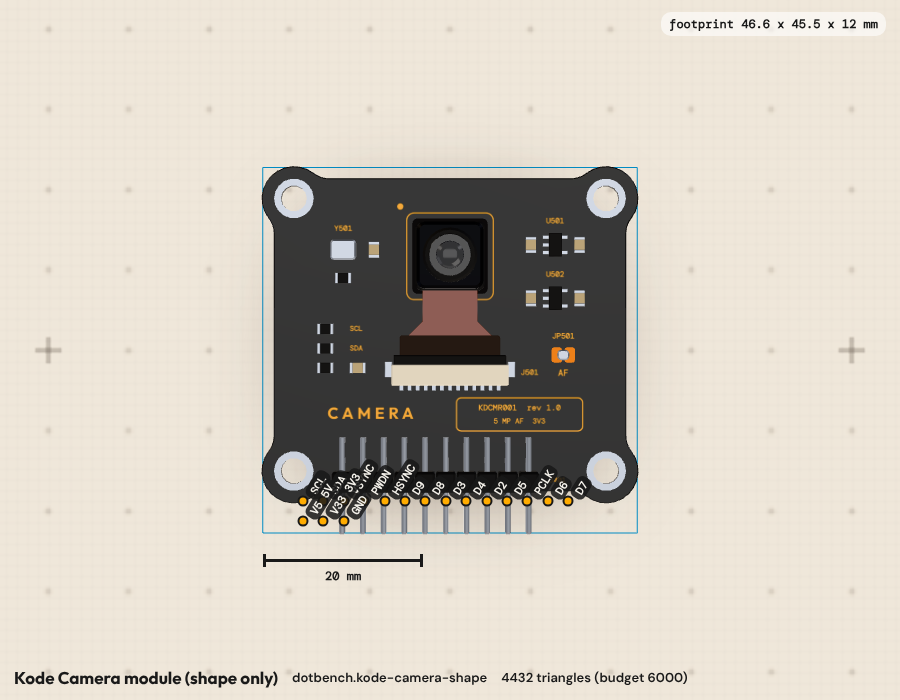 footprint 46.6 x 45.5 x 12 mm
Y501
U501
U502
SCL
SDA
JP501
J501
AF
CAMERA
KDCMR001 rev 1.0
5 MP AF 3V3
SCL
3V3
PWDN
HSYNC
D9
D8
D3
D4
D2
D5
PCLK
D6
D7
V5
5V
V33
GND
20 mm
Kode Camera module (shape only) dotbench.kode-camera-shape 4432 triangles (budget 6000)